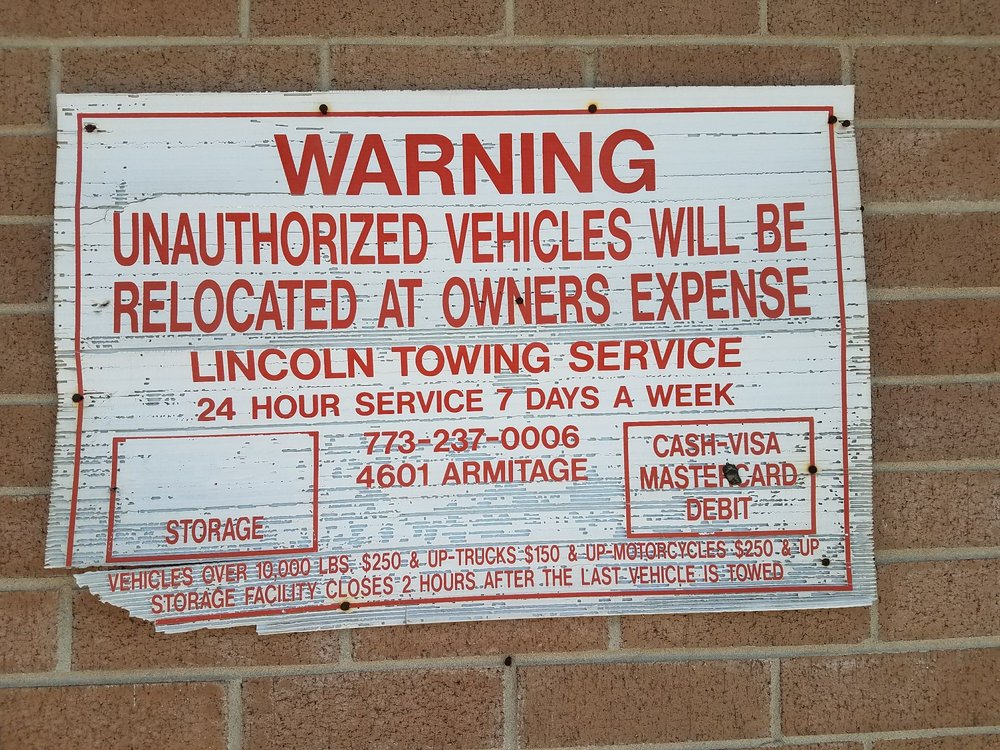 WARNING
UNAUTHORIZED VEHICLES WILL BE
RELOCATED AT OWNERS EXPENSE
LINCOLN TOWING SERVICE
24 HOUR SERVICE 7 DAYS A WEEK
773-237-0006
4601 ARMITAGE
STORAGE
CASH-VISA
MASTERCARD
DEBIT
VEHICLES OVER 10,000 LBS. $250 & UP-TRUCKS $150 & UP-MOTORCYCLES $250 & UP
STORAGE FACILITY CLOSES 2 HOURS AFTER THE LAST VEHICLE IS TOWED